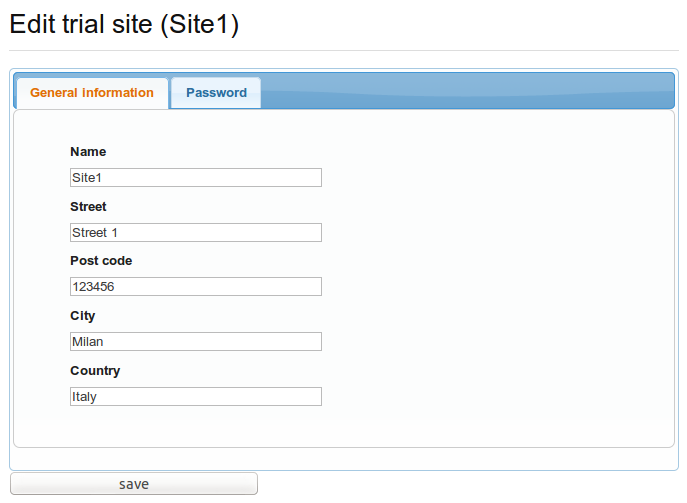 Edit trial site (Site1)
General information Password
Name
Site1
Street
Street 1
Post code
123456
City
Milan
Country
Italy
save